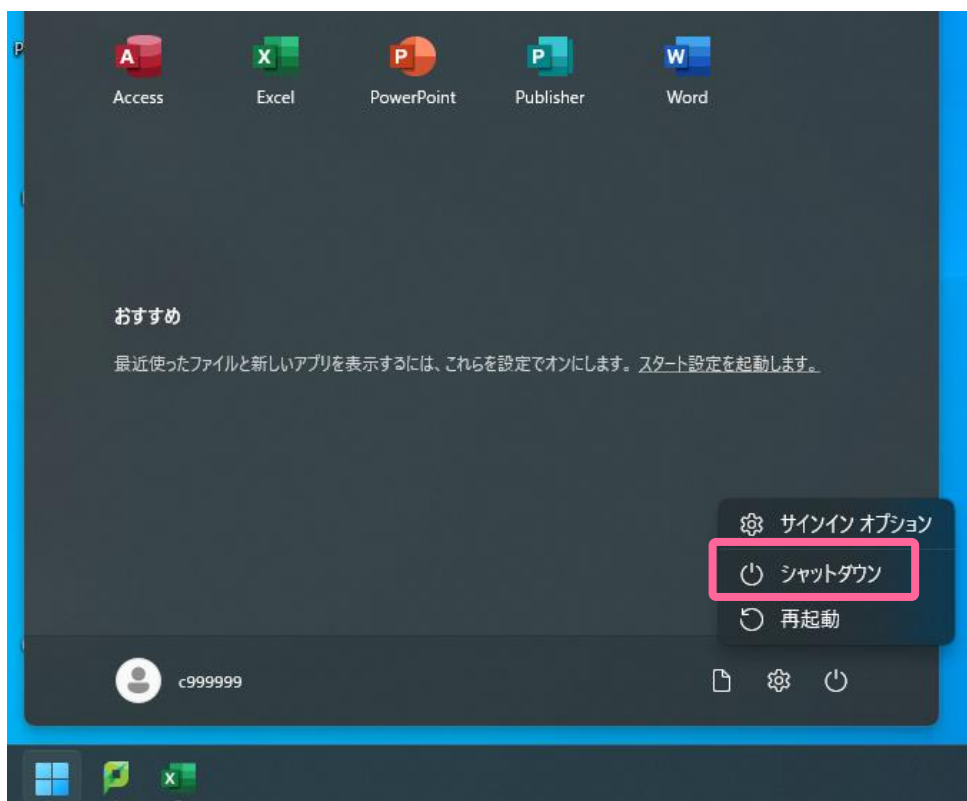 P
Access Excel PowerPoint Publisher Word
おすすめ
最近使ったファイルと新しいアプリを表示するには、これらを設定でオンにします。スタート設定を起動します。
サインイン オプション
シャットダウン
再起動
c999999